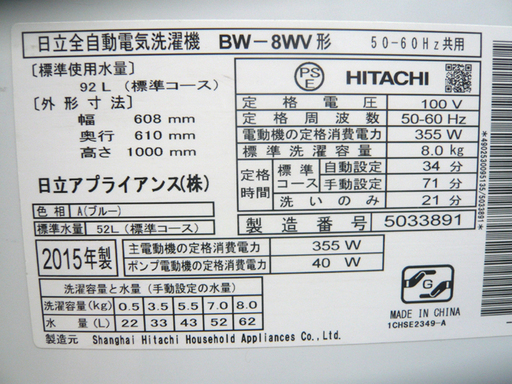 日立全自動電気洗濯機 BW-8WV形 50-60Hz共用
〔標準使用水量〕
92L (標準コース)
〔外形寸法〕
幅 608 mm
奥行 610 mm
高さ 1000 mm
日立アプライアンス(株)
色相 A(ブルー)
標準水量 52L (標準コース)
PSE HITACHI
定格電圧 100 V
定格周波数 50-60 Hz
電動機の定格消費電力 355 W
標準洗濯容量 8.0 kg
定格時間 標準コース 自動設定 34 分
手動設定 71 分
洗いのみ 21 分
製造番号 5033891
2015年製
主電動機の定格消費電力 355 W
ポンプ電動機の定格消費電力 40 W
洗濯容量と水量 (手動設定の水量)
洗濯容量(kg) 0.5 3.5 5.5 7.0 8.0
水量(L) 22 33 43 52 62
製造元 Shanghai Hitachi Household Appliances Co., Ltd.
G
MADE IN CHINA
1CHSE2349-A
*4902530095135/5033891*